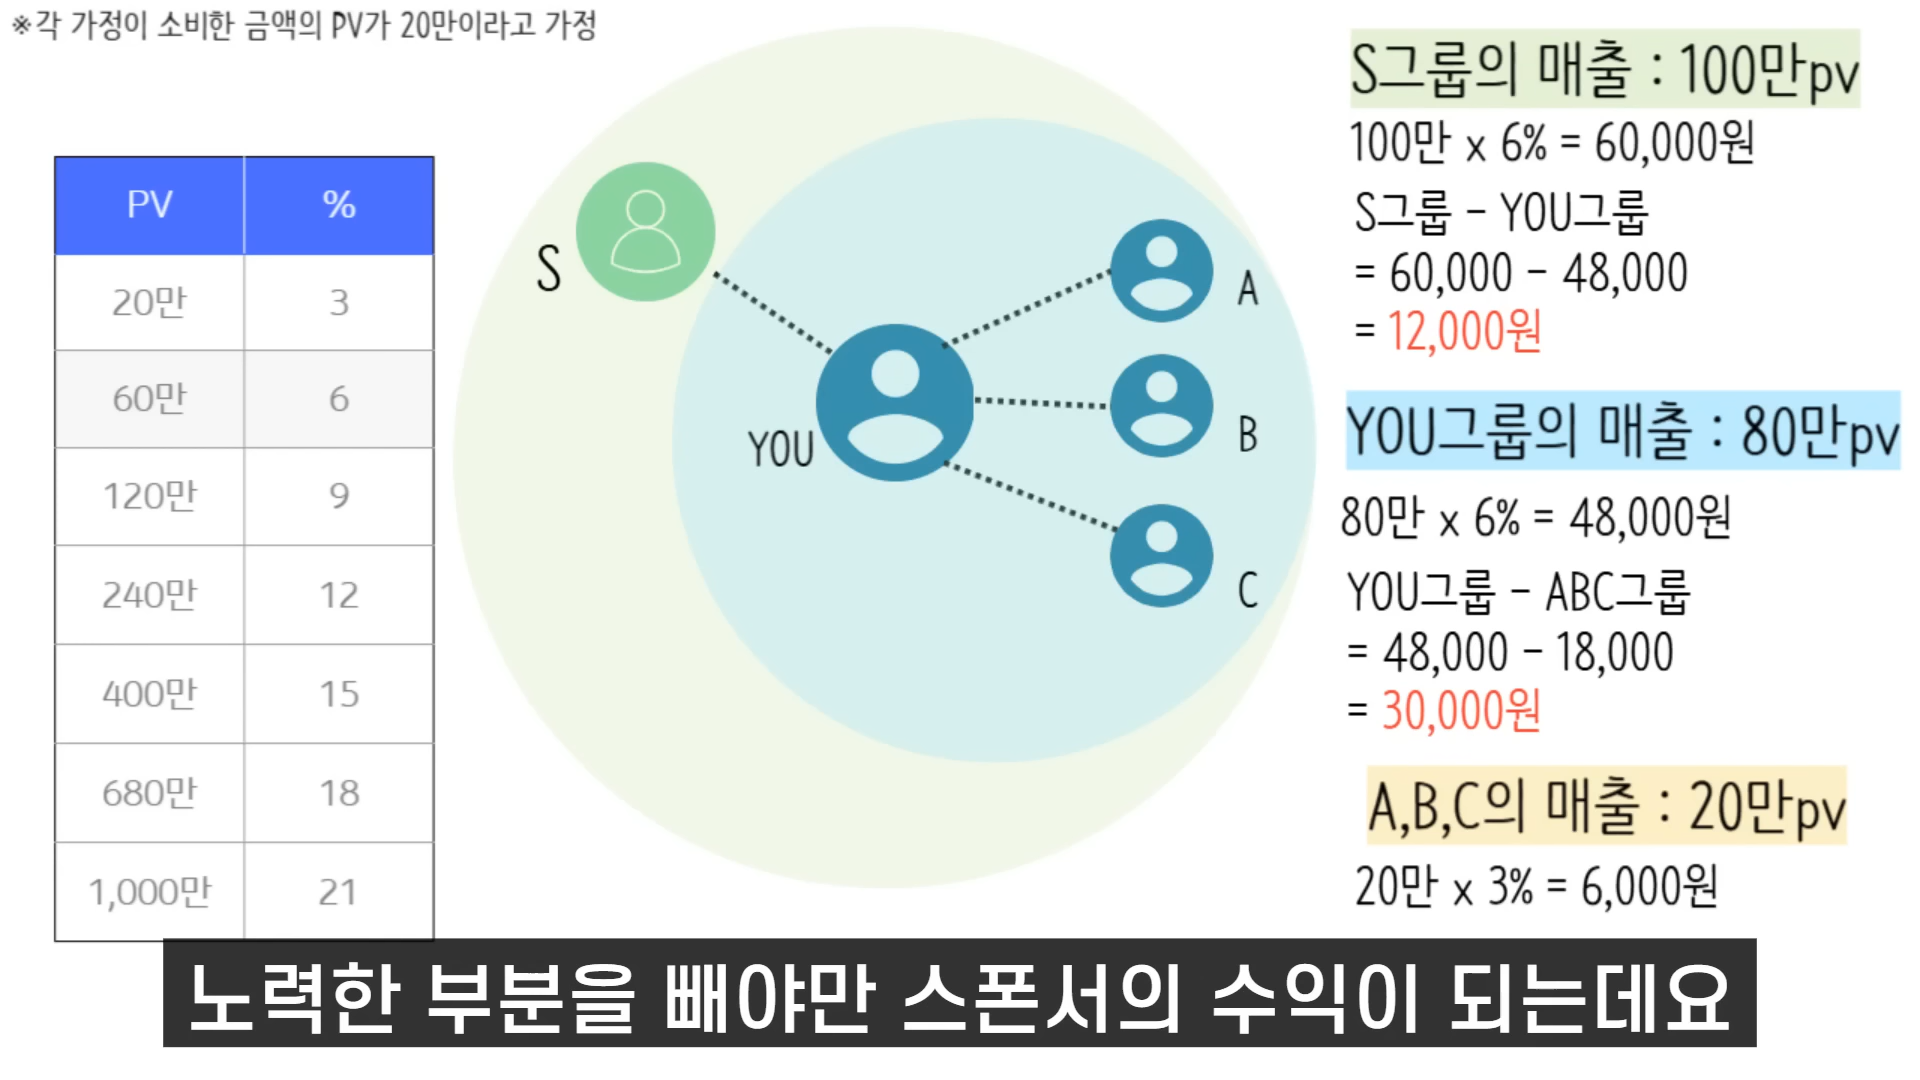 ※각 가정이 소비한 금액의 PV가 20만이라고 가정
PV %
20만 3
60만 6
120만 9
240만 12
400만 15
680만 18
1,000만 21
S
YOU
A
B
C
S그룹의 매출 : 100만pv
100만 x 6% = 60,000원
S그룹 - YOU그룹
= 60,000 - 48,000
= 12,000원
YOU그룹의 매출 : 80만pv
80만 x 6% = 48,000원
YOU그룹 - ABC그룹
= 48,000 - 18,000
= 30,000원
A,B,C의 매출 : 20만pv
20만 x 3% = 6,000원
노력한 부분을 빼야만 스폰서의 수익이 되는데요